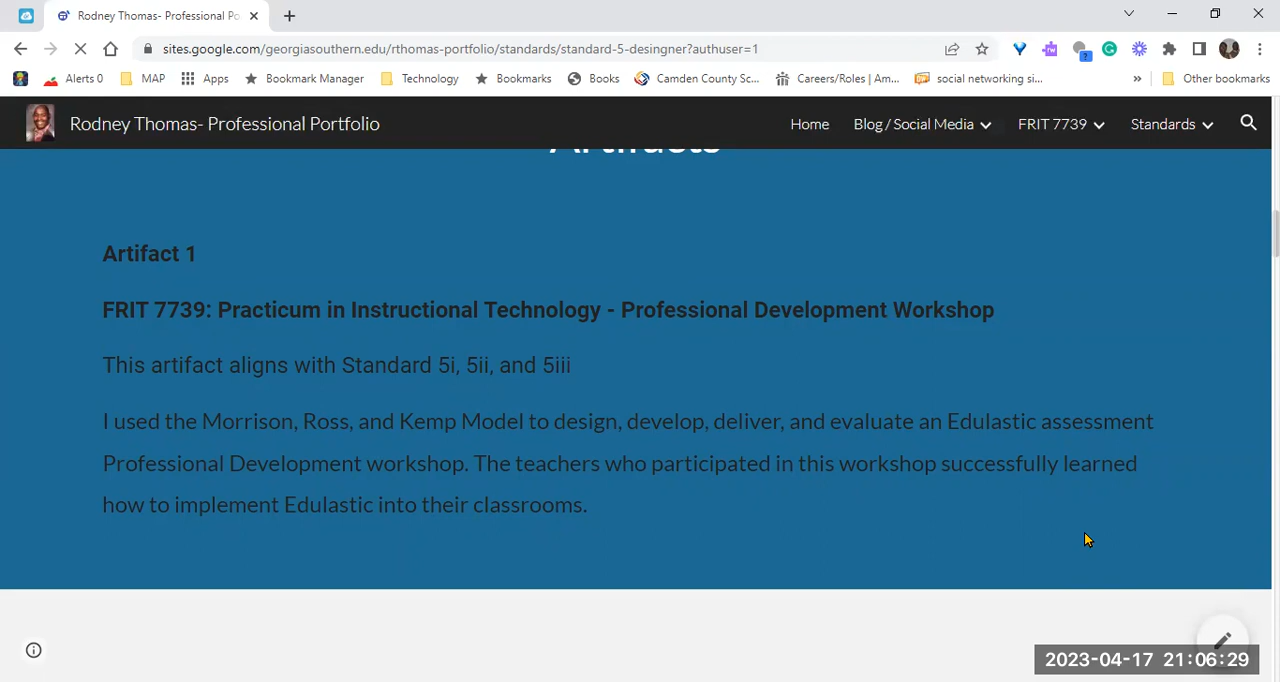 Rodney Thomas- Professional Po
sites.google.com/georgiasouthern.edu/rthomas-portfolio/standards/standard-5-desingner?authuser=1
Alerts 0
MAP
Apps
Bookmark Manager
Technology
Bookmarks
Books
Camden County Sc...
Careers/Roles | Am...
social networking si...
»
Other bookmarks
Rodney Thomas- Professional Portfolio
Home
Blog / Social Media
FRIT 7739
Standards
Artifacts
Artifact 1
FRIT 7739: Practicum in Instructional Technology - Professional Development Workshop
This artifact aligns with Standard 5i, 5ii, and 5iii
I used the Morrison, Ross, and Kemp Model to design, develop, deliver, and evaluate an Edulastic assessment
Professional Development workshop. The teachers who participated in this workshop successfully learned
how to implement Edulastic into their classrooms.
2023-04-17 21:06:29